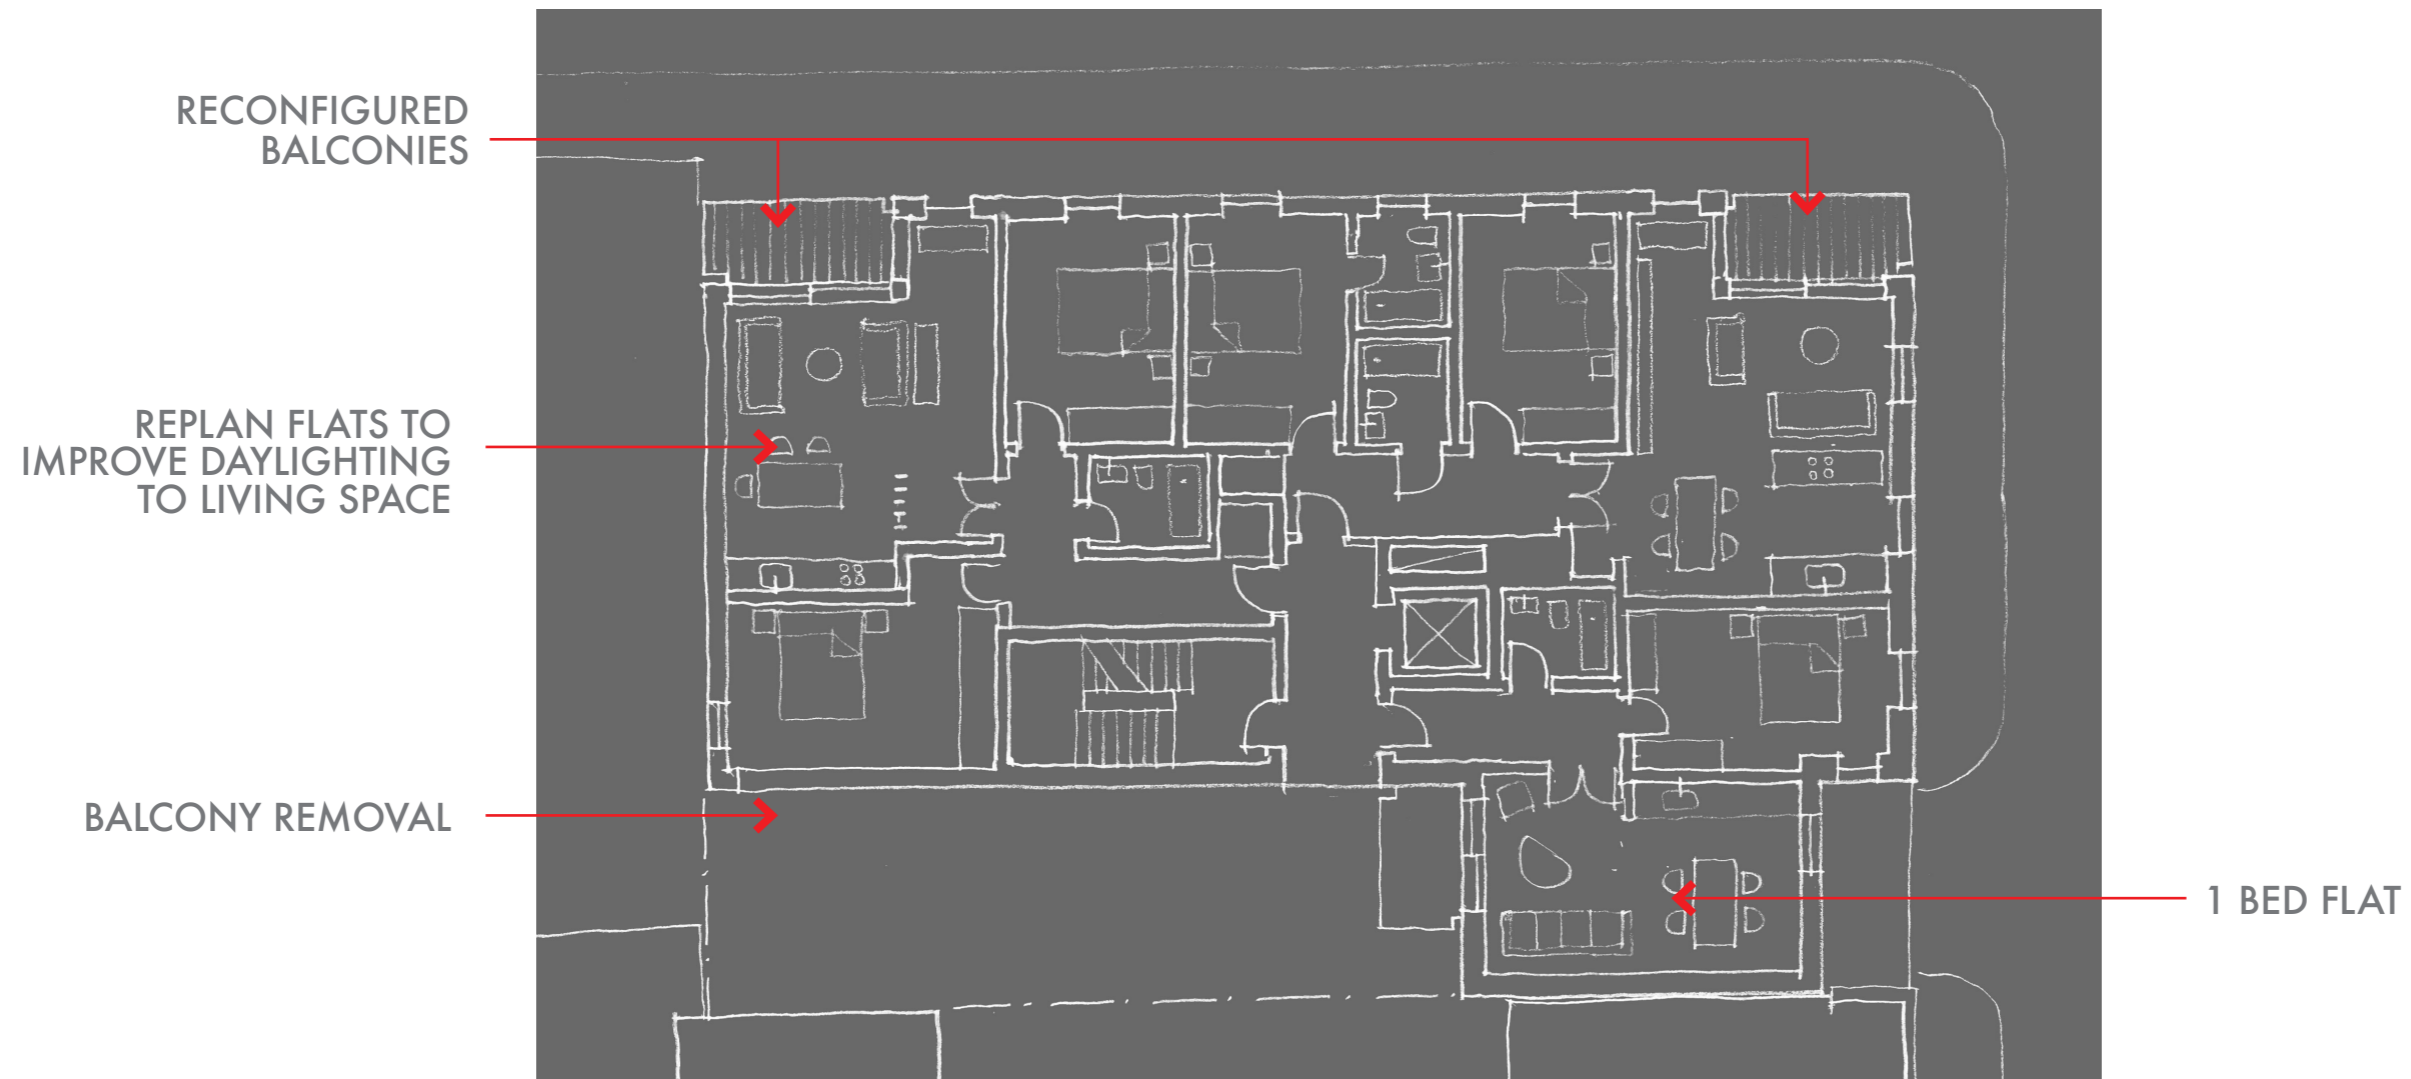 RECONFIGURED
BALCONIES
REPLAN FLATS TO
IMPROVE DAYLIGHTING
TO LIVING SPACE
BALCONY REMOVAL
1 BED FLAT